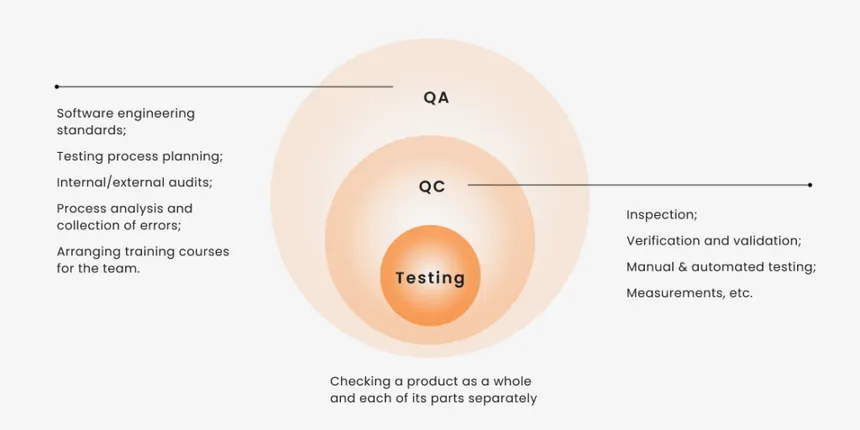 QA
Software engineering
standards;
Testing process planning;
Internal/external audits;
Process analysis and
collection of errors;
Arranging training courses
for the team.
QC
Inspection;
Verification and validation;
Manual & automated testing;
Measurements, etc.
Testing
Checking a product as a whole
and each of its parts separately